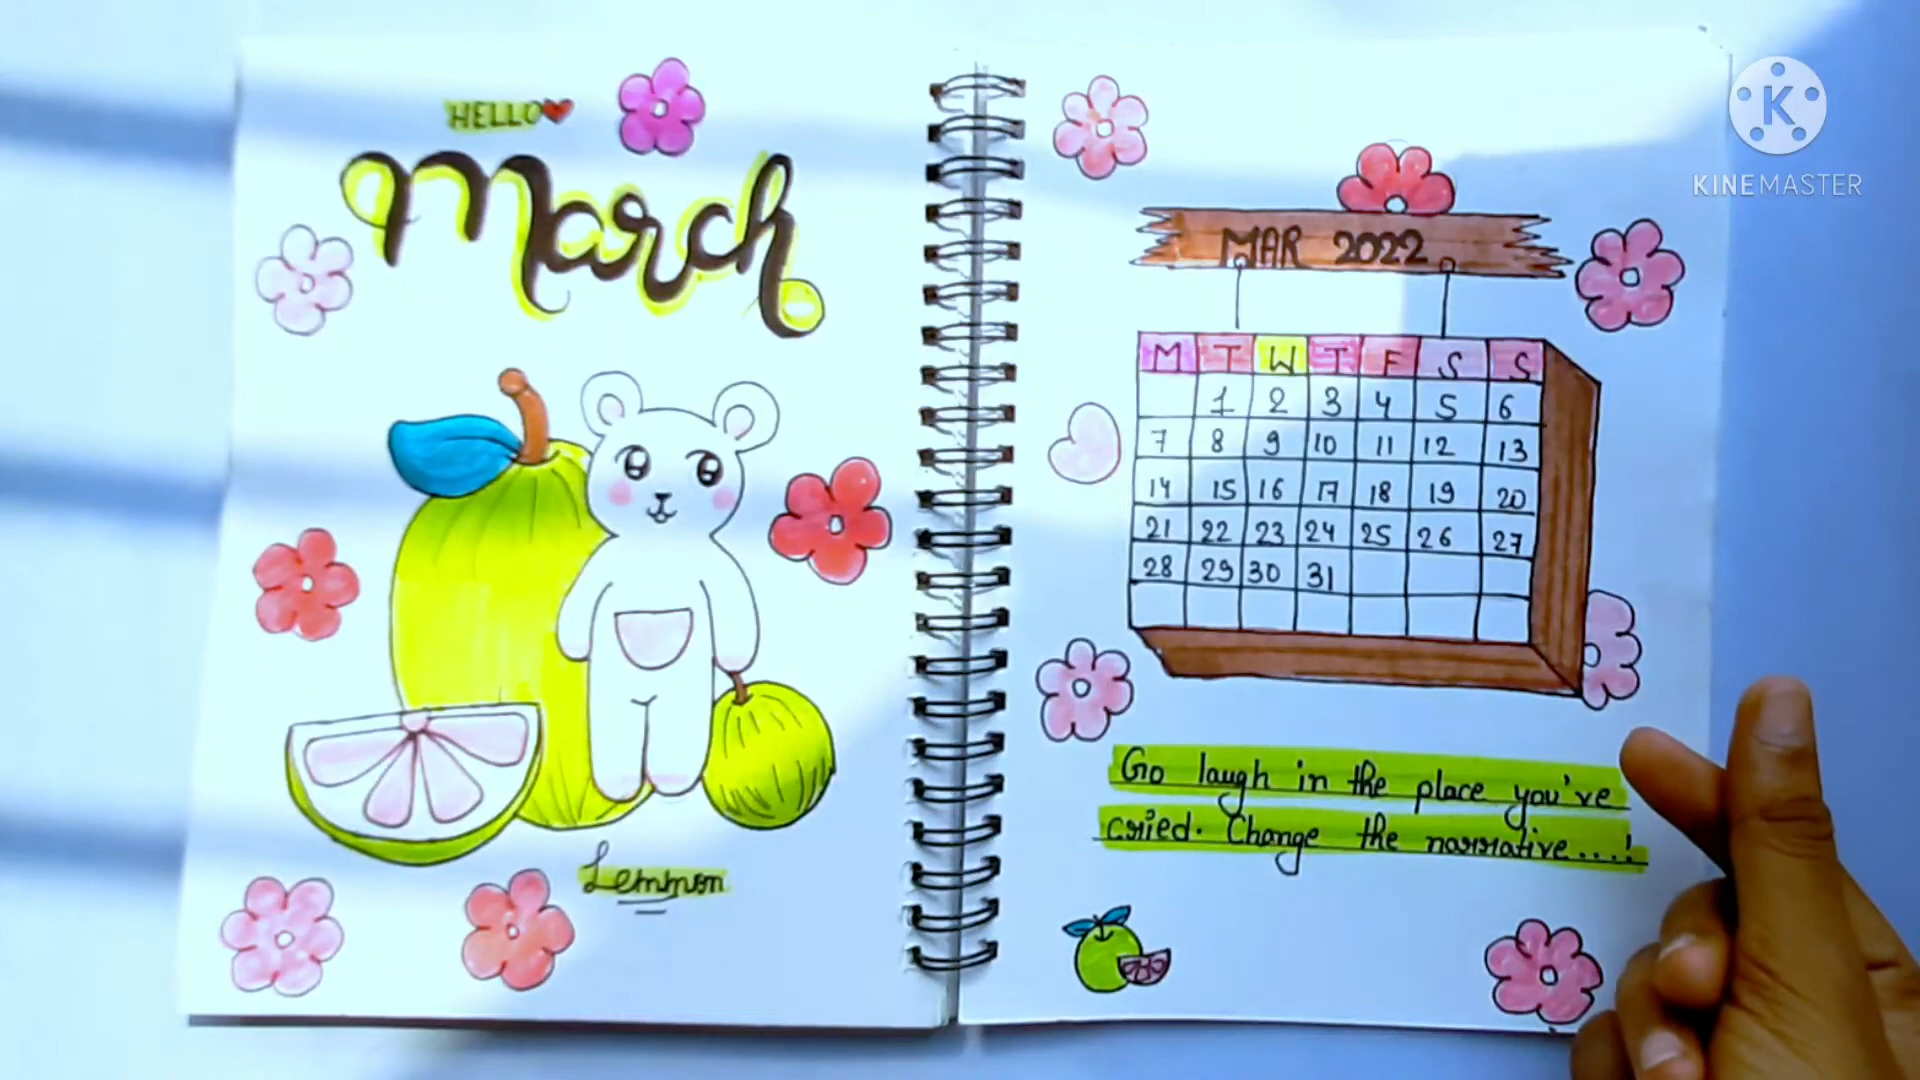 HELLO
March
Lemmon
KINEMASTER
MAR 2022
M T W T F S S
1 2 3 4 5 6
7 8 9 10 11 12 13
14 15 16 17 18 19 20
21 22 23 24 25 26 27
28 29 30 31
Go laugh in the place you've
cried. Change the narrative...!